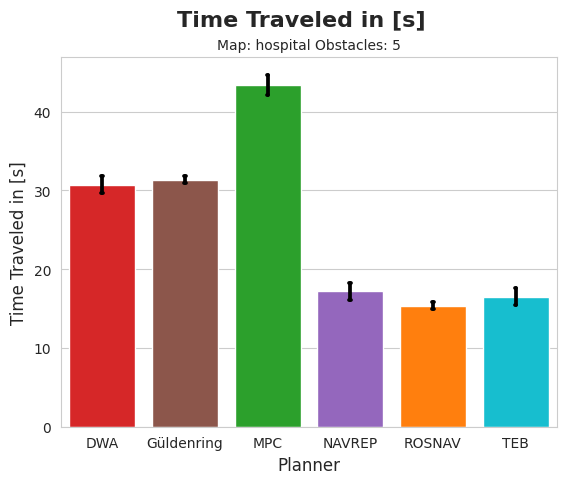 Time Traveled in [s]
Map: hospital Obstacles: 5
Time Traveled in [s]
40
30
20
10
0
DWA Güldenring MPC NAVREP ROSNAV TEB
Planner